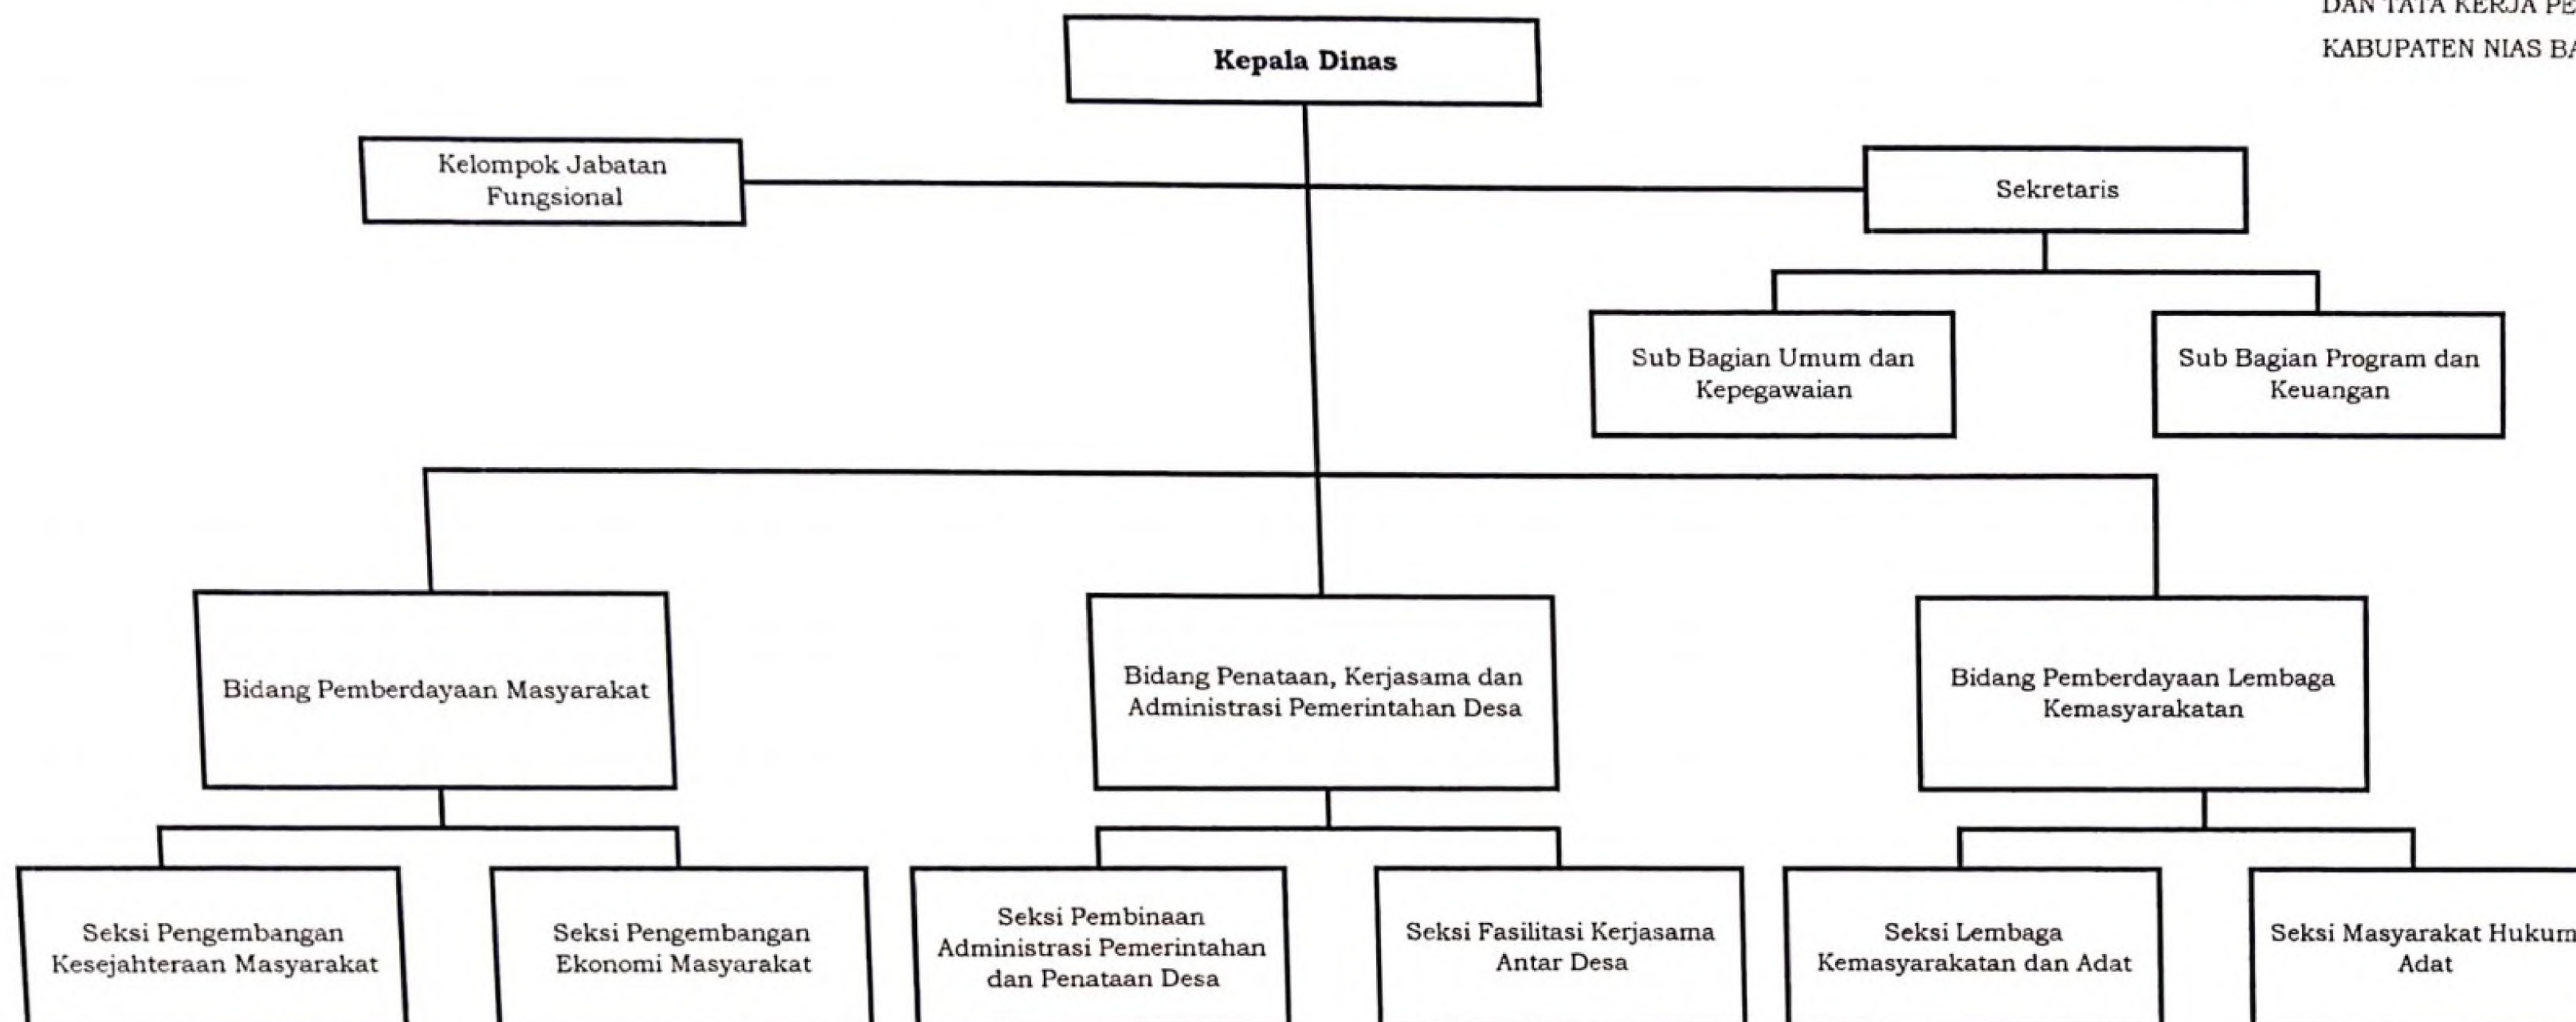 DAN TATA KERJA PE
KABUPATEN NIAS BA
Kepala Dinas
Kelompok Jabatan
Fungsional
Sekretaris
Sub Bagian Umum dan
Kepegawaian
Sub Bagian Program dan
Keuangan
Bidang Pemberdayaan Masyarakat
Bidang Penataan, Kerjasama dan
Administrasi Pemerintahan Desa
Bidang Pemberdayaan Lembaga
Kemasyarakatan
Seksi Pengembangan
Kesejahteraan Masyarakat
Seksi Pengembangan
Ekonomi Masyarakat
Seksi Pembinaan
Administrasi Pemerintahan
dan Penataan Desa
Seksi Fasilitasi Kerjasama
Antar Desa
Seksi Lembaga
Kemasyarakatan dan Adat
Seksi Masyarakat Hukum
Adat